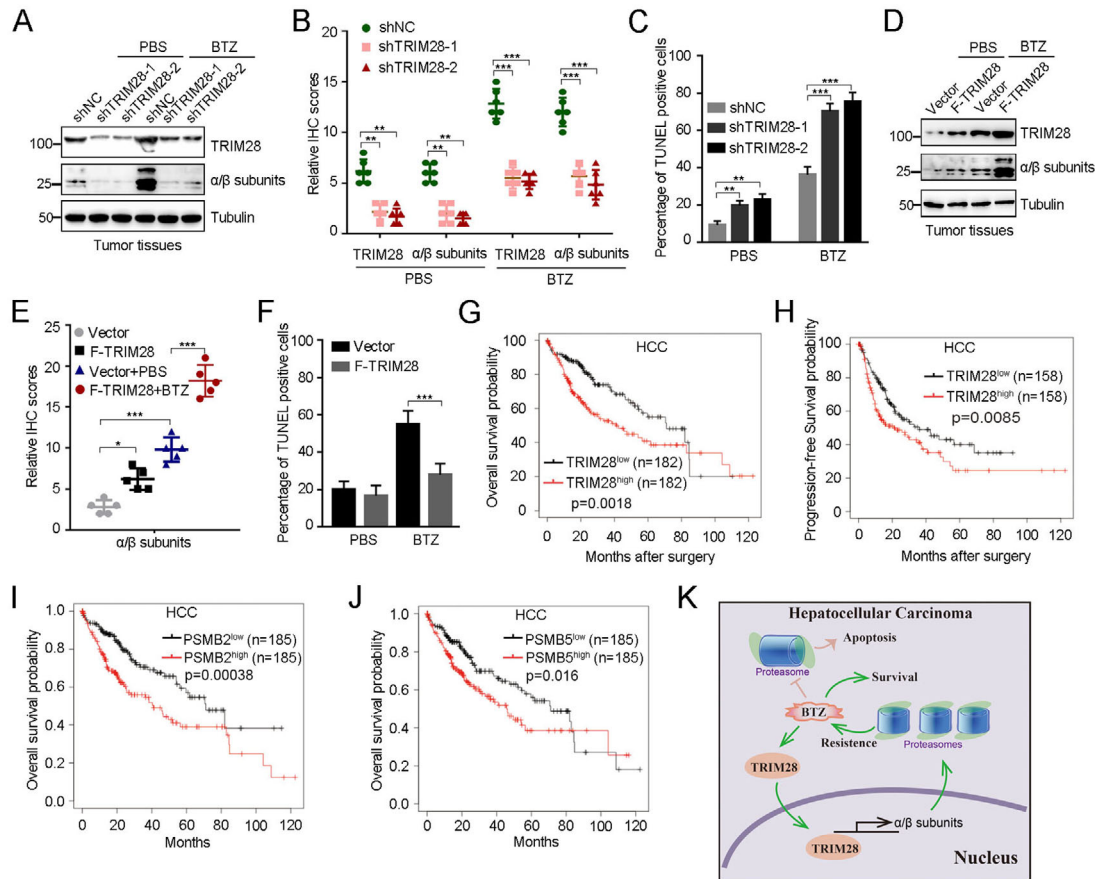 A
PBS
BTZ
shNC
shTRIM28-1
shTRIM28-2
shNC
shTRIM28-1
shTRIM28-2
100
TRIM28
25
α/β subunits
50
Tubulin
Tumor tissues
B
Relative IHC scores
20
15
10
5
0
shNC
shTRIM28-1
shTRIM28-2
**
**
**
**
***
***
***
***
TRIM28
α/β subunits
TRIM28
α/β subunits
PBS
BTZ
C
Percentage of TUNEL positive cells
100
80
60
40
20
0
shNC
shTRIM28-1
shTRIM28-2
**
**
***
***
PBS
BTZ
D
PBS
BTZ
Vector
F-TRIM28
Vector
F-TRIM28
100
TRIM28
25
α/β subunits
50
Tubulin
Tumor tissues
E
Relative IHC scores
25
20
15
10
5
0
Vector
F-TRIM28
Vector+PBS
F-TRIM28+BTZ
*
***
***
α/β subunits
F
Percentage of TUNEL positive cells
100
80
60
40
20
0
Vector
F-TRIM28
***
PBS
BTZ
G
HCC
Overall survival probability
100
80
60
40
20
0
TRIM28low (n=182)
TRIM28high (n=182)
p=0.0018
0 20 40 60 80 100 120
Months after surgery
H
HCC
Progression-free Survival probability
100
80
60
40
20
0
TRIM28low (n=158)
TRIM28high (n=158)
p=0.0085
0 20 40 60 80 100 120
Months after surgery
I
HCC
Overall survival probability
1.0
0.8
0.6
0.4
0.2
0.0
PSMB2low (n=185)
PSMB2high (n=185)
p=0.00038
0 20 40 60 80 100 120
Months
J
HCC
Overall survival probability
1.0
0.8
0.6
0.4
0.2
0.0
PSMB5low (n=185)
PSMB5high (n=185)
p=0.016
0 20 40 60 80 100 120
Months
K
Hepatocellular Carcinoma
Apoptosis
Proteasome
Survival
BTZ
Resistence
Proteasomes
TRIM28
α/β subunits
TRIM28
Nucleus